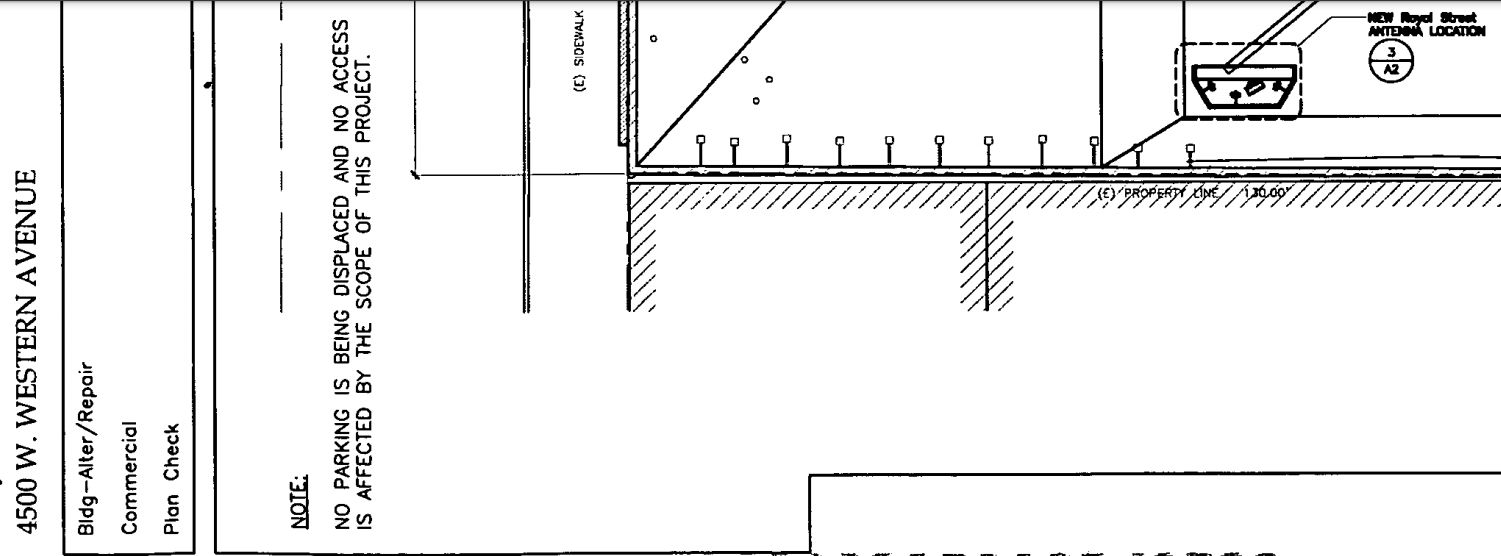 4500 W. WESTERN AVENUE
Bldg-Alter/Repair
Commercial
Plan Check
NOTE:
NO PARKING IS BEING DISPLACED AND NO ACCESS
IS AFFECTED BY THE SCOPE OF THIS PROJECT.
(E) SIDEWALK
NEW Royal Street
ANTENNA LOCATION
3
A2
(E) PROPERTY LINE 130.00'